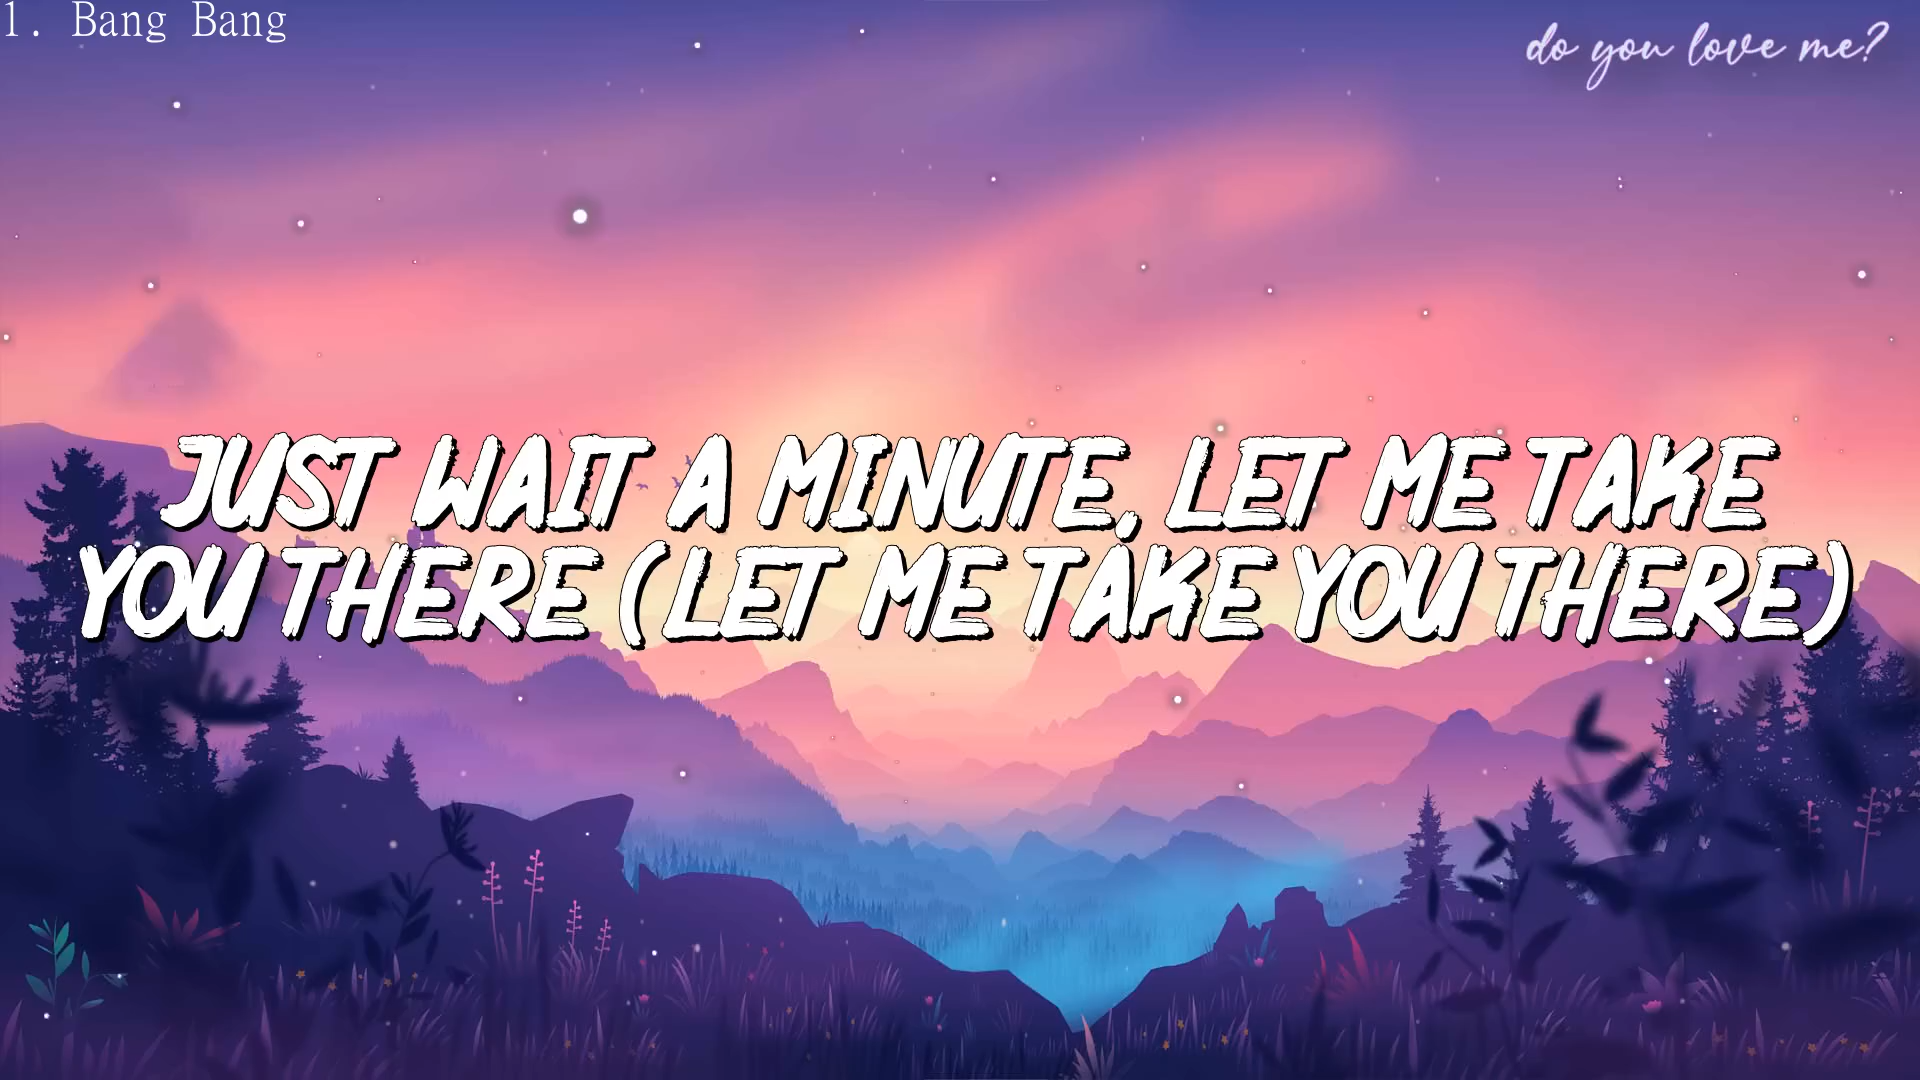 1. Bang Bang
do you love me?
JUST WAIT A MINUTE, LET ME TAKE
YOU THERE (LET ME TAKE YOU THERE)